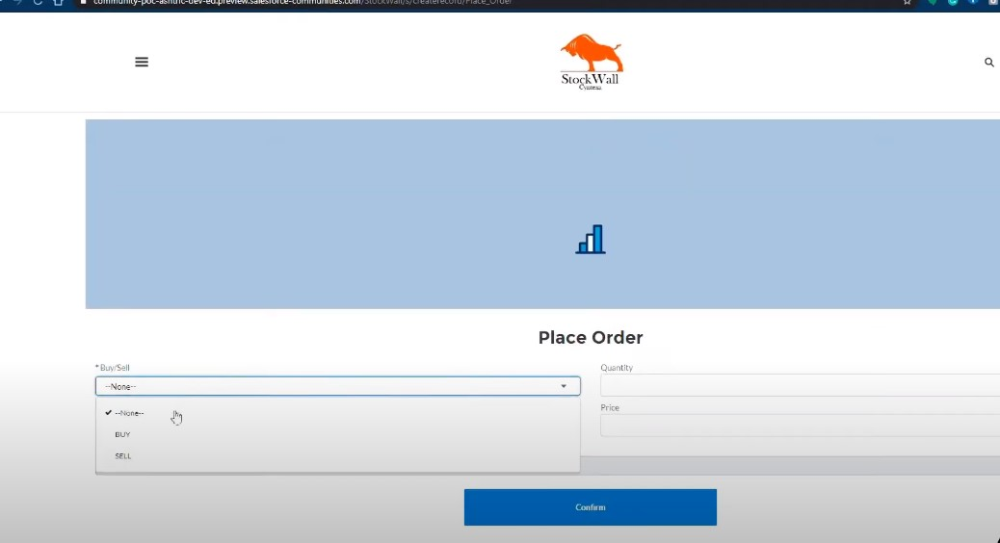 community-poc-ashtric-dev-ed.preview.salesforce-communities.com/StockWall/s/createrecord/Place_Order
StockWall
Place Order
* Buy/Sell
Quantity
--None--
--None--
Price
BUY
SELL
Confirm